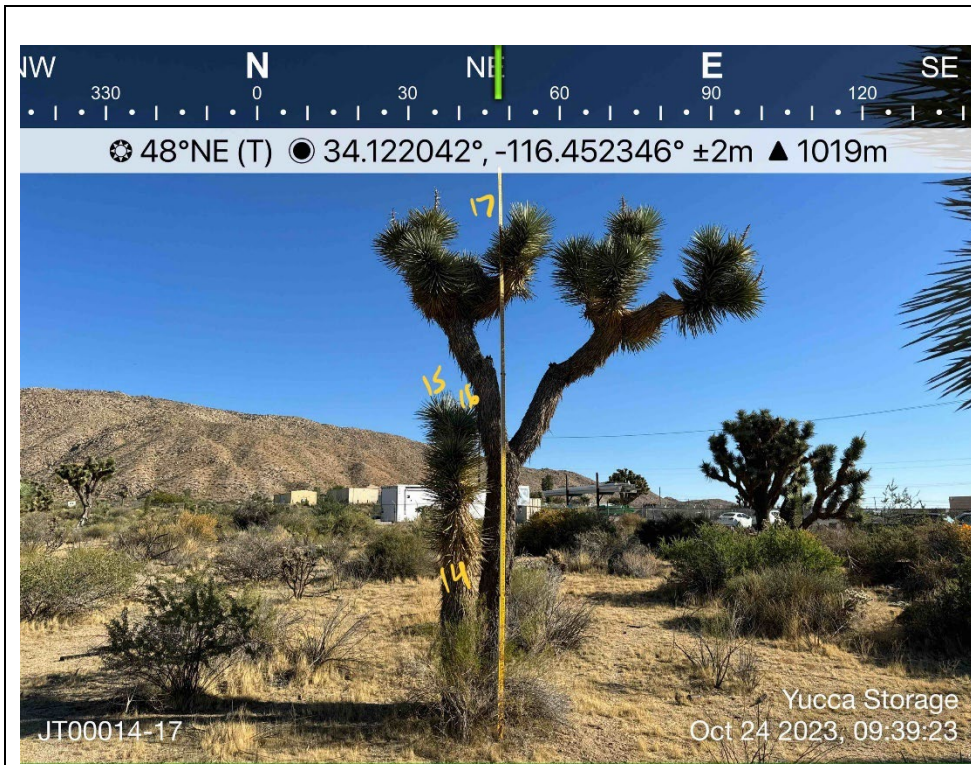 NW N NE E SE
330 0 30 60 90 120
48°NE (T) 34.122042°, -116.452346° ±2m ▲ 1019m
17
15 16
14
Yucca Storage
JT00014-17 Oct 24 2023, 09:39:23